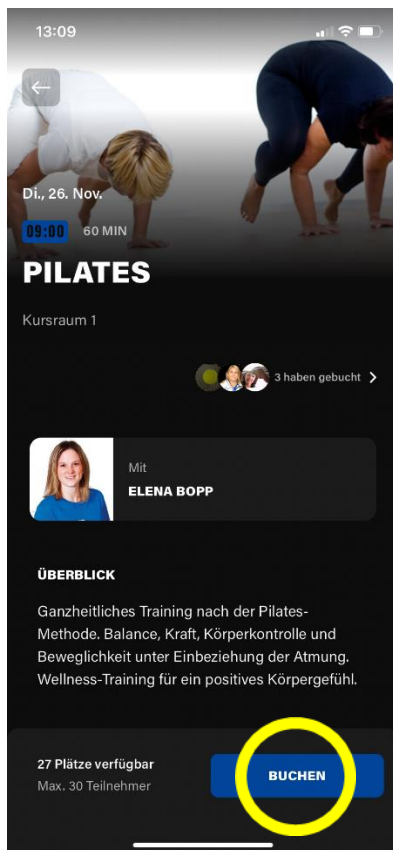 13:09
Di., 26. Nov.
09:00 60 MIN
PILATES
Kursraum 1
3 haben gebucht
Mit
ELENA BOPP
ÜBERBLICK
Ganzheitliches Training nach der Pilates-
Methode. Balance, Kraft, Körperkontrolle und
Beweglichkeit unter Einbeziehung der Atmung.
Wellness-Training für ein positives Körpergefühl.
27 Plätze verfügbar
Max. 30 Teilnehmer
BUCHEN